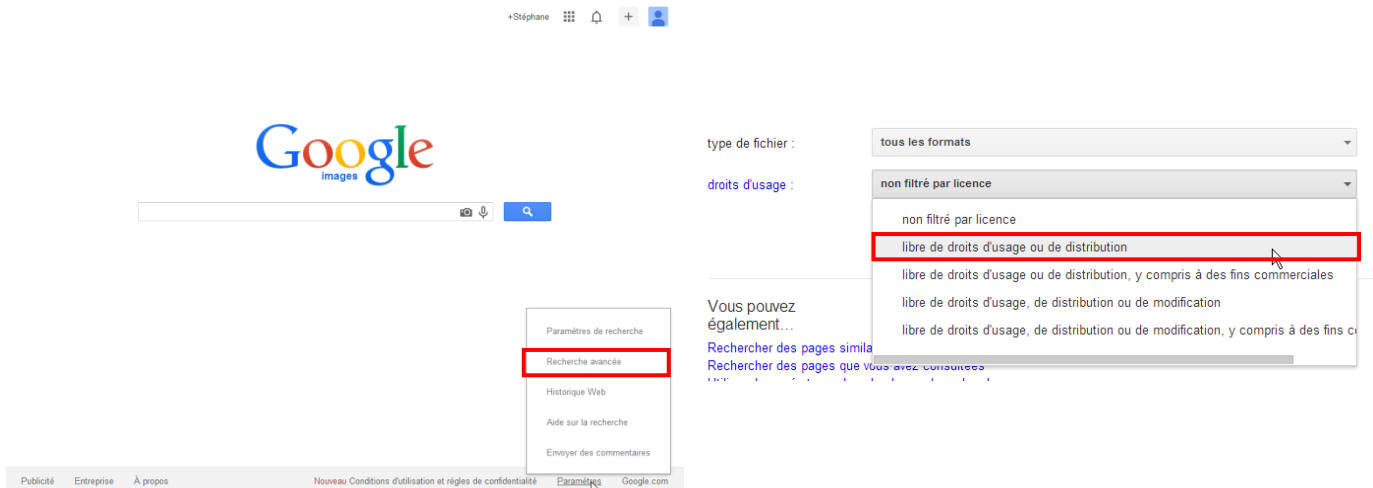 +Stéphane
Google
images
Paramètres de recherche
Recherche avancée
Historique Web
Aide sur la recherche
Envoyer des commentaires
Publicité Entreprise À propos Nouveau Conditions d'utilisation et règles de confidentialité Paramètres Google.com
type de fichier : tous les formats
droits d'usage : non filtré par licence
non filtré par licence
libre de droits d'usage ou de distribution
libre de droits d'usage ou de distribution, y compris à des fins commerciales
libre de droits d'usage, de distribution ou de modification
libre de droits d'usage, de distribution ou de modification, y compris à des fins
Vous pouvez
également...
Rechercher des pages
Rechercher des pages que vous avez consultées